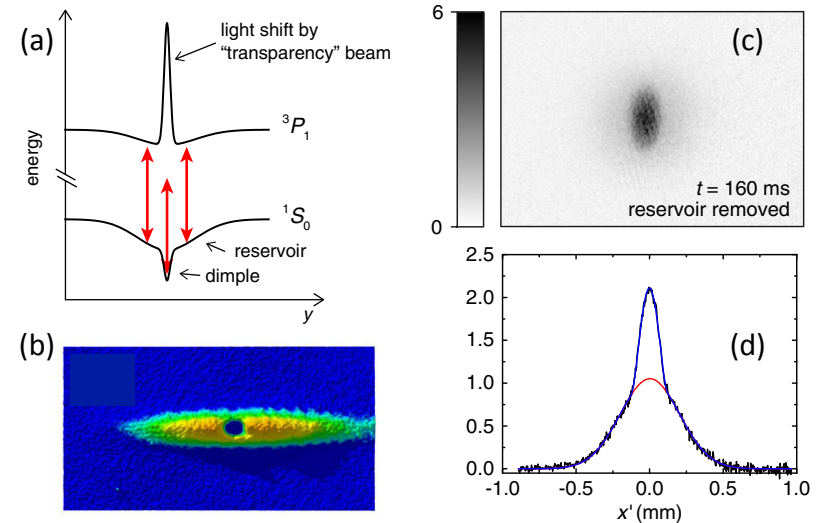 (a)
light shift by
“transparency” beam
³P₁
energy
¹S₀
reservoir
dimple
y
(b)
6
(c)
t = 160 ms
reservoir removed
0
2.5
2.0
(d)
1.5
1.0
0.5
0.0
-1.0 -0.5 0.0 0.5 1.0
x' (mm)